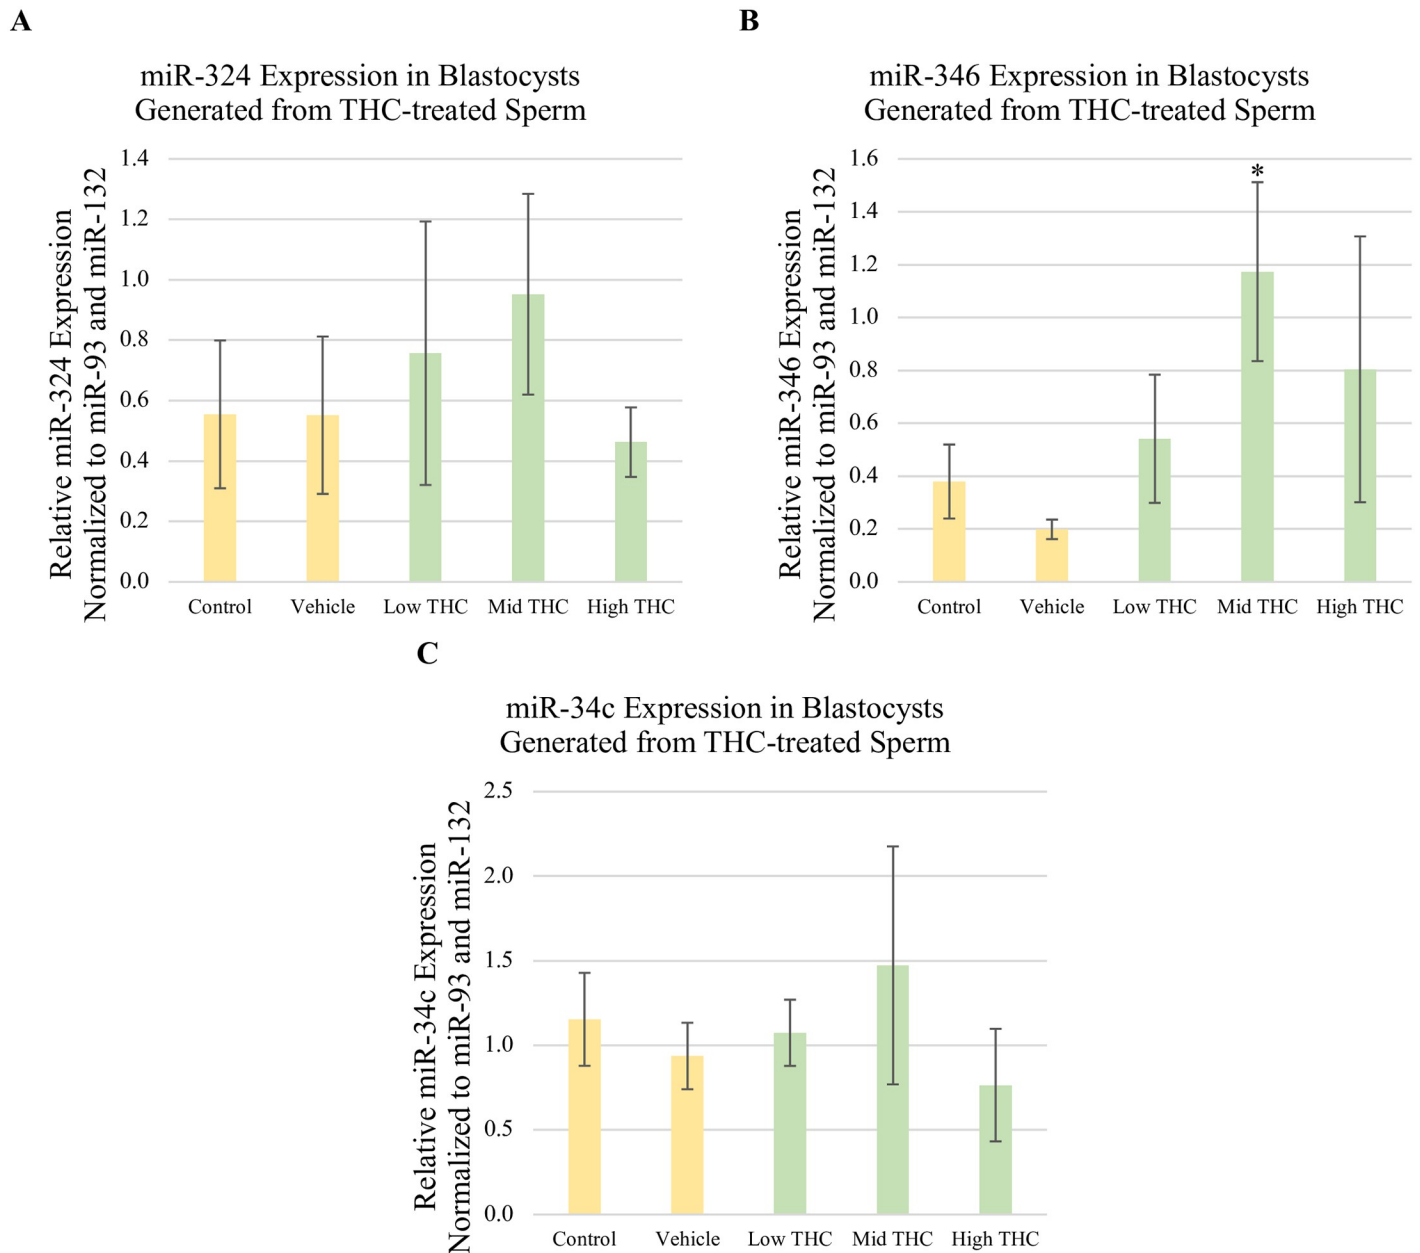 A
miR-324 Expression in Blastocysts
Generated from THC-treated Sperm
Relative miR-324 Expression
Normalized to miR-93 and miR-132
1.4
1.2
1.0
0.8
0.6
0.4
0.2
0.0
Control Vehicle Low THC Mid THC High THC
B
miR-346 Expression in Blastocysts
Generated from THC-treated Sperm
Relative miR-346 Expression
Normalized to miR-93 and miR-132
1.6
1.4
1.2
1.0
0.8
0.6
0.4
0.2
0.0
*
Control Vehicle Low THC Mid THC High THC
C
miR-34c Expression in Blastocysts
Generated from THC-treated Sperm
Relative miR-34c Expression
Normalized to miR-93 and miR-132
2.5
2.0
1.5
1.0
0.5
0.0
Control Vehicle Low THC Mid THC High THC